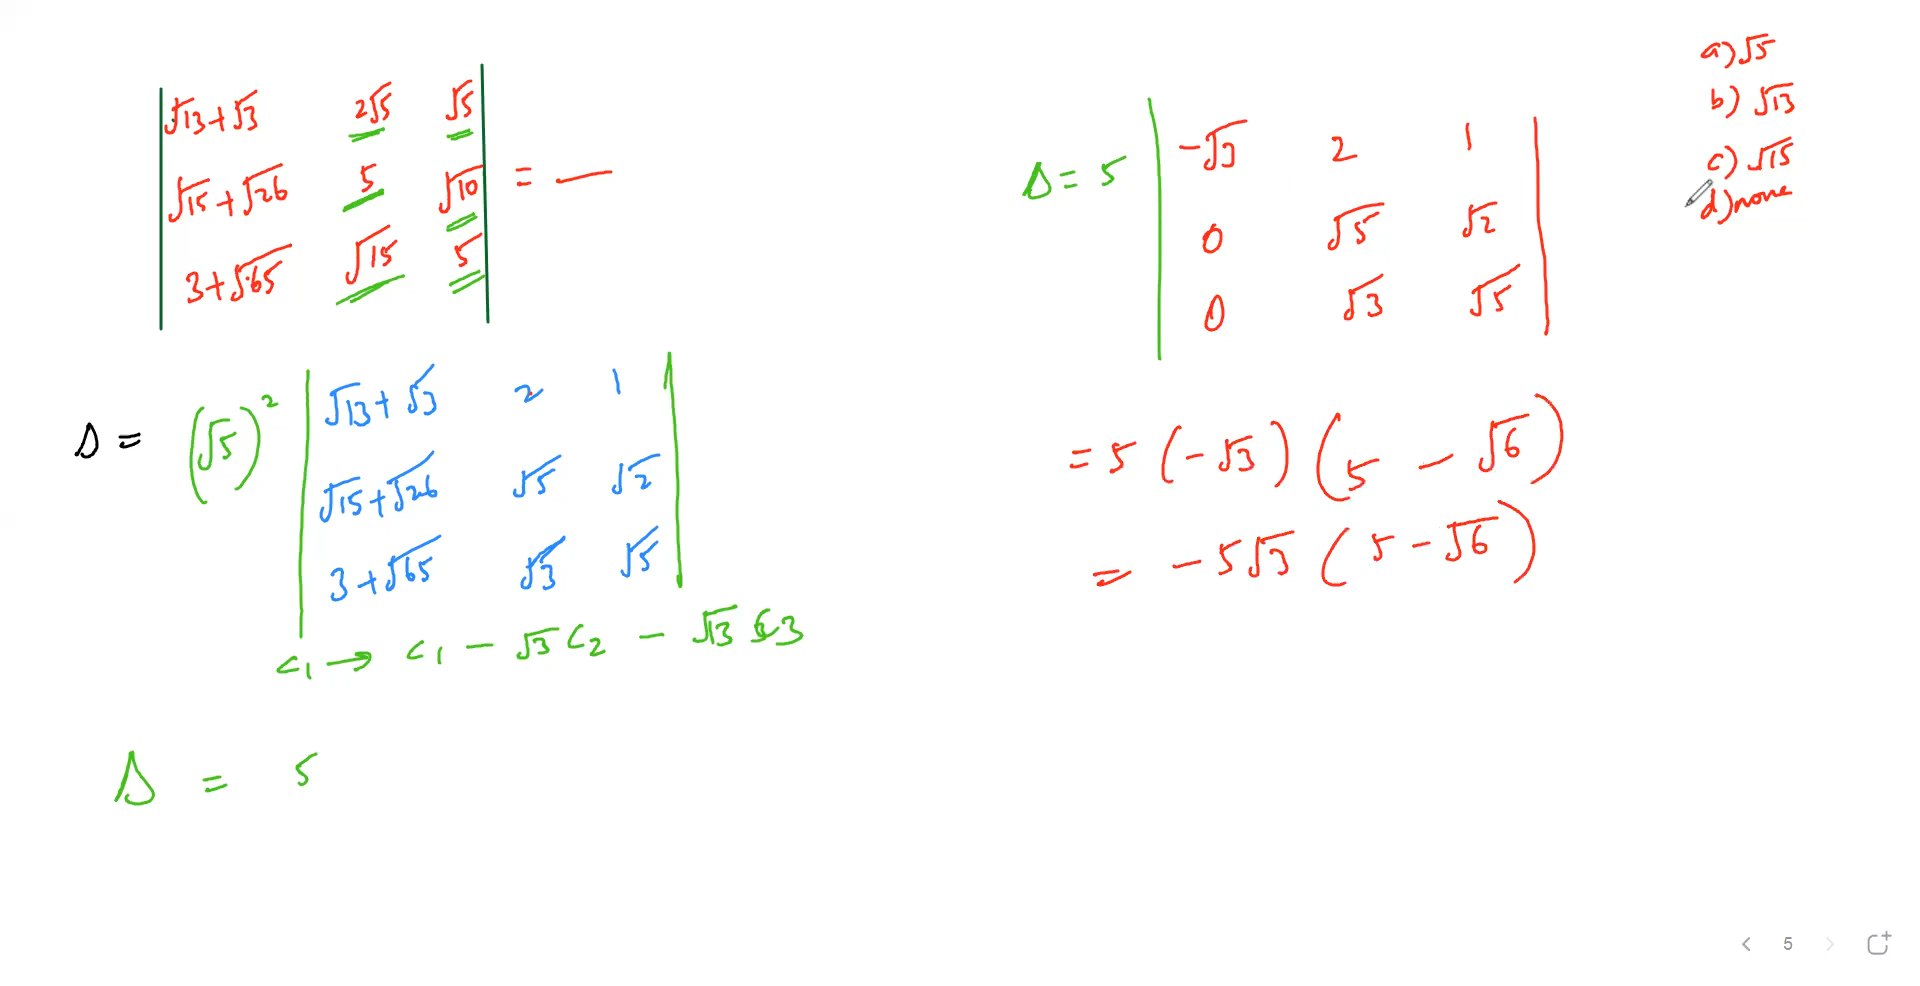 | √13+√3 2√5 √5 |
| √15+√26 5 √10 | = —
| 3+√65 √15 5 |
Δ = (√5)² | √13+√3 2 1 |
| √15+√26 √5 √2 |
| 3+√65 √3 √5 |
C₁ → C₁ - √3 C₂ - √13 C3
Δ = 5
Δ = 5 | -√3 2 1 |
| 0 √5 √2 |
| 0 √3 √5 |
= 5 (-√3) (5 - √6)
= -5√3 (5 - √6)
a) √5
b) √13
c) √15
d) none
< 5 >